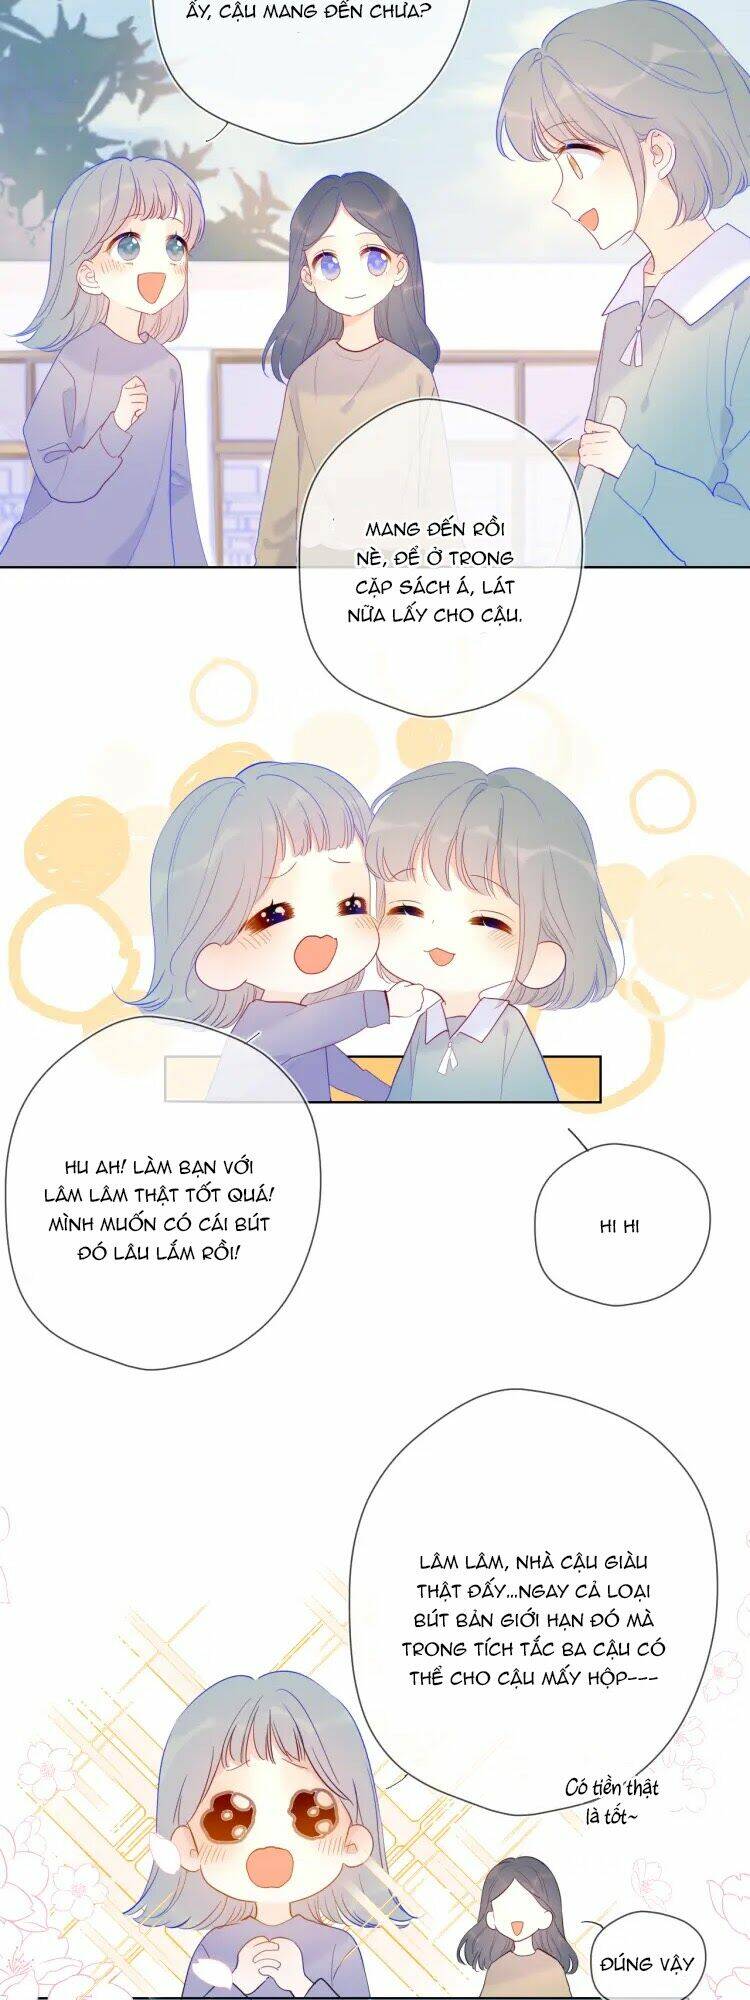 ẤY, CẬU MANG ĐẾN CHƯA?
MANG ĐẾN RỒI
NÈ, ĐỂ Ở TRONG
CẶP SÁCH Á, LÁT
NỮA LẤY CHO CẬU.
HU AH! LÀM BẠN VỚI
LÂM LÂM THẬT TỐT QUÁ!
MÌNH MUỐN CÓ CÁI BÚT
ĐÓ LÂU LẮM RỒI!
HI HI
LÂM LÂM, NHÀ CẬU GIÀU
THẬT ĐẤY...NGAY CẢ LOẠI
BÚT BẢN GIỚI HẠN ĐÓ MÀ
TRONG TÍCH TẮC BA CẬU CÓ
THỂ CHO CẬU MẤY HỘP---
Có tiền thật
là tốt~
ĐÚNG VẬY